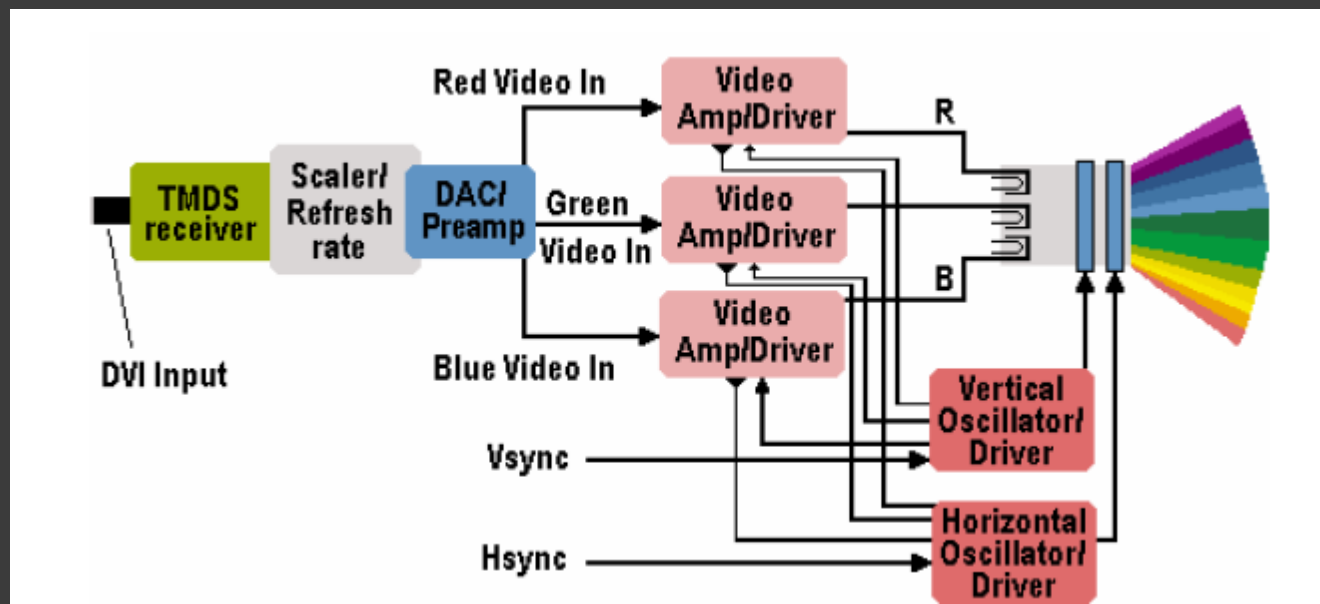 Red Video In
Video
Amp/Driver
R
TMDS
receiver
Scaler/
Refresh
rate
DAC/
Preamp
Green
Video In
Video
Amp/Driver
B
DVI Input
Blue Video In
Video
Amp/Driver
Vsync
Vertical
Oscillator/
Driver
Hsync
Horizontal
Oscillator/
Driver